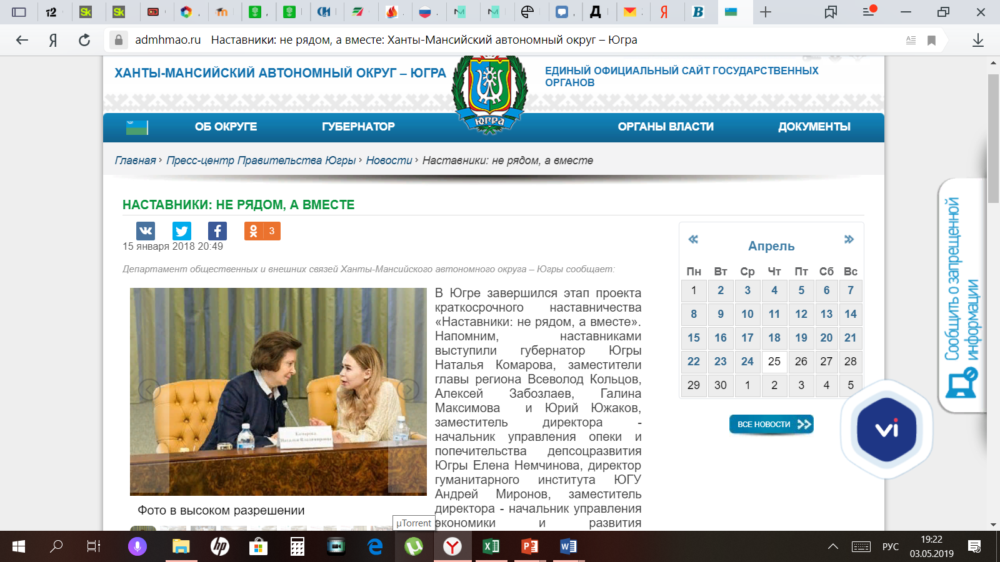 admhmao.ru Наставники: не рядом, а вместе: Ханты-Мансийский автономный округ – Югра
ХАНТЫ-МАНСИЙСКИЙ АВТОНОМНЫЙ ОКРУГ – ЮГРА
ЕДИНЫЙ ОФИЦИАЛЬНЫЙ САЙТ ГОСУДАРСТВЕННЫХ
ОРГАНОВ
ЮГРА
ОБ ОКРУГЕ ГУБЕРНАТОР ОРГАНЫ ВЛАСТИ ДОКУМЕНТЫ
Главная › Пресс-центр Правительства Югры › Новости › Наставники: не рядом, а вместе
НАСТАВНИКИ: НЕ РЯДОМ, А ВМЕСТЕ
3
15 января 2018 20:49
Департамент общественных и внешних связей Ханты-Мансийского автономного округа – Югры сообщает:
В Югре завершился этап проекта
краткосрочного наставничества
«Наставники: не рядом, а вместе».
Напомним, наставниками
выступили губернатор Югры
Наталья Комарова, заместители
главы региона Всеволод Кольцов,
Алексей Забозлаев, Галина
Максимова и Юрий Южаков,
заместитель директора -
начальник управления опеки и
попечительства депсоцразвития
Югры Елена Немчинова, директор
гуманитарного института ЮГУ
Андрей Миронов, заместитель
директора - начальник управления
экономики и развития
Комарова
Наталья Владимировна
Фото в высоком разрешении
µTorrent
Апрель
Пн Вт Ср Чт Пт Сб Вс
1 2 3 4 5 6 7
8 9 10 11 12 13 14
15 16 17 18 19 20 21
22 23 24 25 26 27 28
29 30 1 2 3 4 5
ВСЕ НОВОСТИ
Сообщить о запрещенной
информации
vi
РУС
19:22
03.05.2019